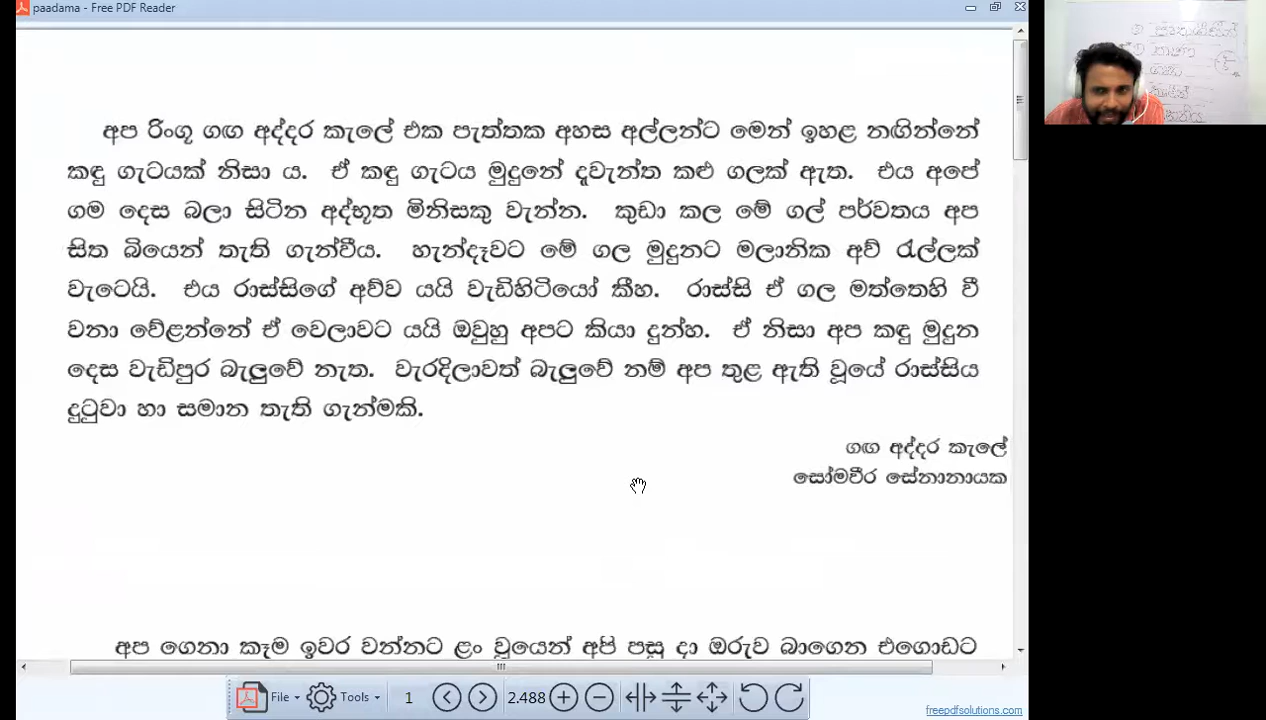 paadama - Free PDF Reader
අප රිංගූ ගඟ අද්දර කැලේ එක පැත්තක අහස අල්ලන්ට මෙන් ඉහළ නඟින්නේ
කඳු ගැටයක් නිසා ය. ඒ කඳු ගැටය මුදුනේ දැවැන්ත කළු ගලක් ඇත. එය අපේ
ගම දෙස බලා සිටින අද්භූත මිනිසකු වැන්න. කුඩා කල මේ ගල් පර්වතය අප
සිත බියෙන් තැති ගැන්වීය. හැන්දෑවට මේ ගල මුදුනට මලානික අව් රැල්ලක්
වැටෙයි. එය රාස්සිගේ අව්ව යයි වැඩිහිටියෝ කීහ. රාස්සි ඒ ගල මත්තෙහි වී
වනා වේළන්නේ ඒ වෙලාවට යයි ඔවුහු අපට කියා දුන්හ. ඒ නිසා අප කඳු මුදුන
දෙස වැඩිපුර බැලුවේ නැත. වැරදිලාවත් බැලුවේ නම් අප තුළ ඇති වූයේ රාස්සිය
දුටුවා හා සමාන තැති ගැන්මකි.
ගඟ අද්දර කැලේ
සෝමවීර සේනානායක
අප ගෙනා කෑම ඉවර වන්නට ළං වූයෙන් අපි පසු දා ඔරුව බාගෙන එගොඩට
File Tools 1 2.488
freepdfsolutions.com